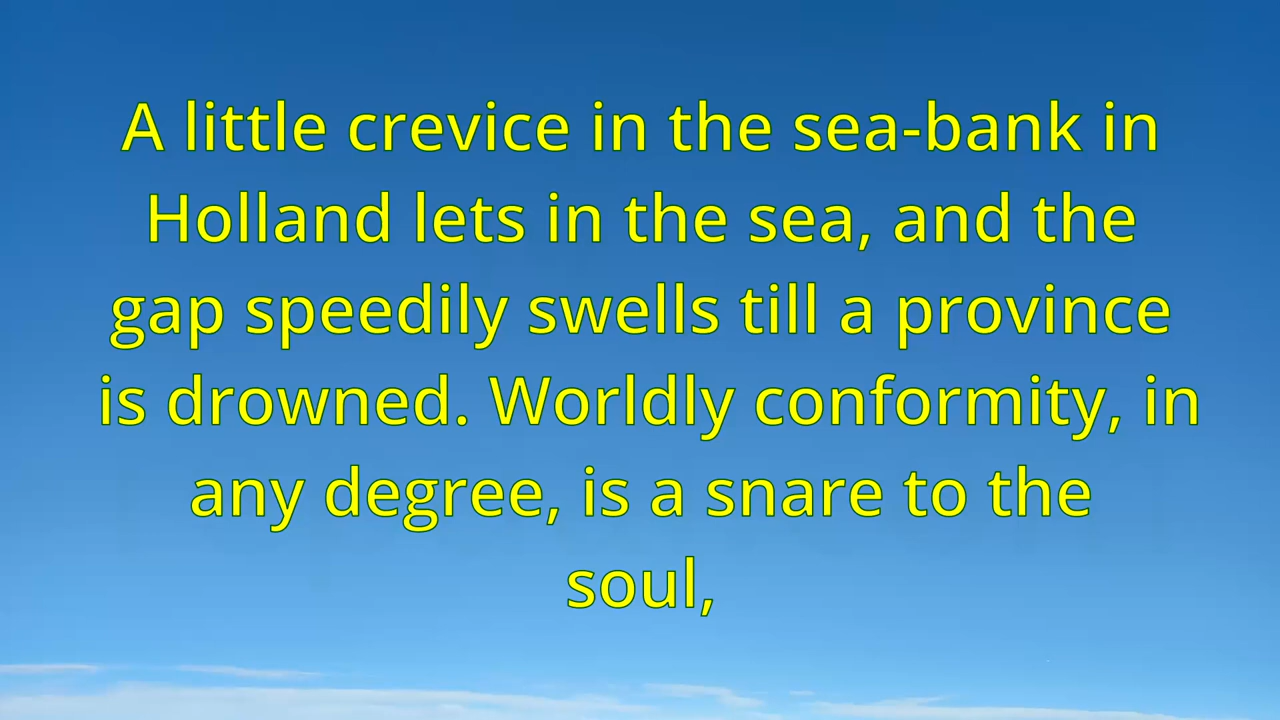 A little crevice in the sea-bank in
Holland lets in the sea, and the
gap speedily swells till a province
is drowned. Worldly conformity, in
any degree, is a snare to the
soul,